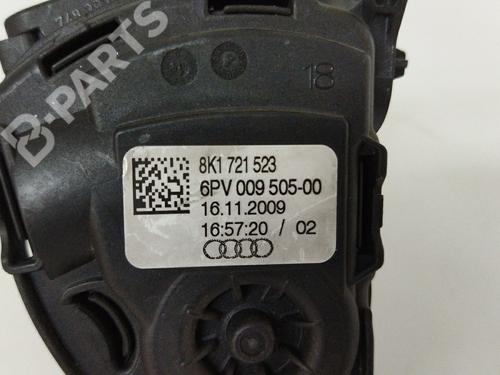 B-PARTS
18
8K1 721 523
6PV 009 505-00
16.11.2009
16:57:20 / 02